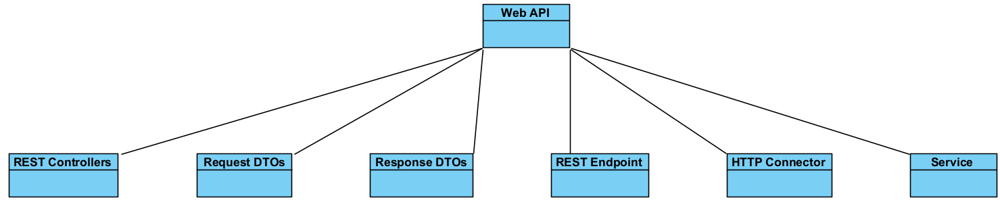 Web API
REST Controllers
Request DTOs
Response DTOs
REST Endpoint
HTTP Connector
Service